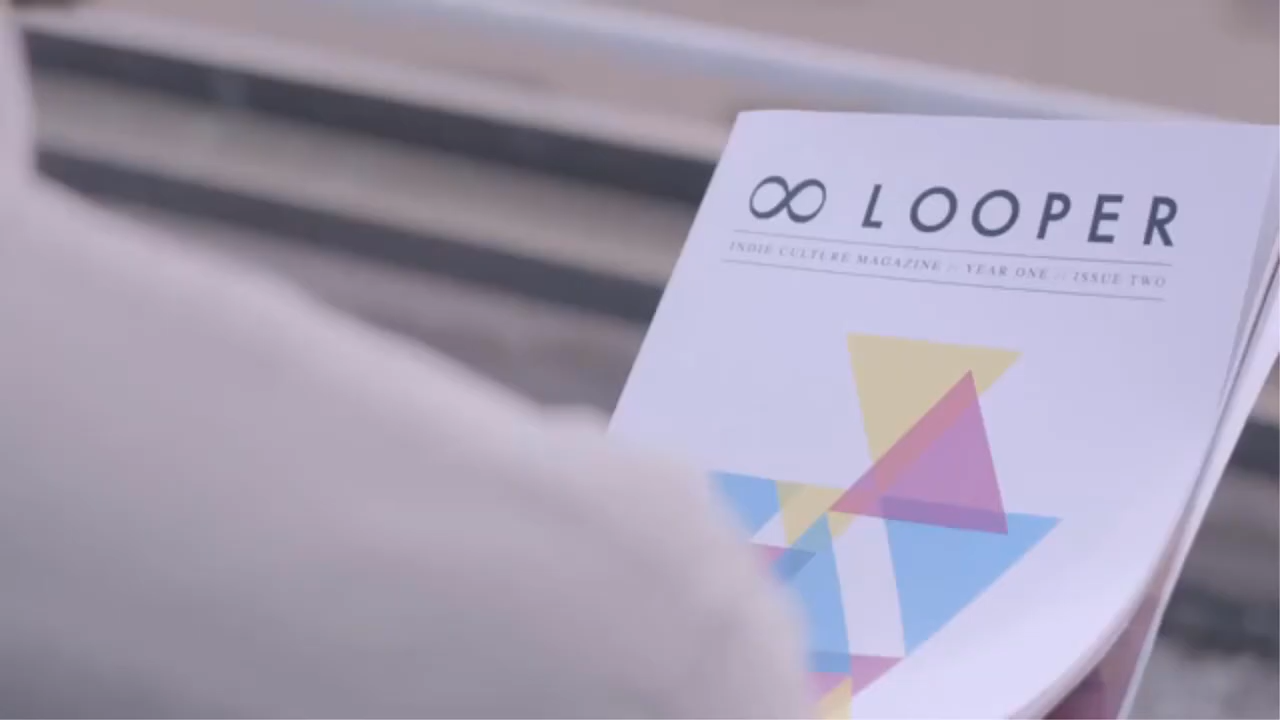 ∞ LOOPER
INDIE CULTURE MAGAZINE // YEAR ONE // ISSUE TWO